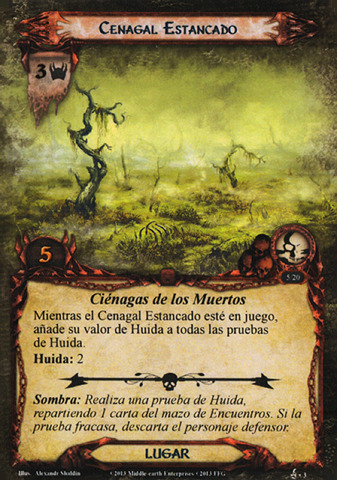 CENAGAL ESTANCADO
3
5
5/20
Ciénagas de los Muertos
Mientras el Cenagal Estancado esté en juego,
añade su valor de Huida a todas las pruebas
de Huida.
Huida: 2
Sombra: Realiza una prueba de Huida,
repartiendo 1 carta del mazo de Encuentros. Si la
prueba fracasa, descarta el personaje defensor.
LUGAR
Illus. Alexandr Shaldin ©2013 Middle-earth Enterprises • 2013 FFG